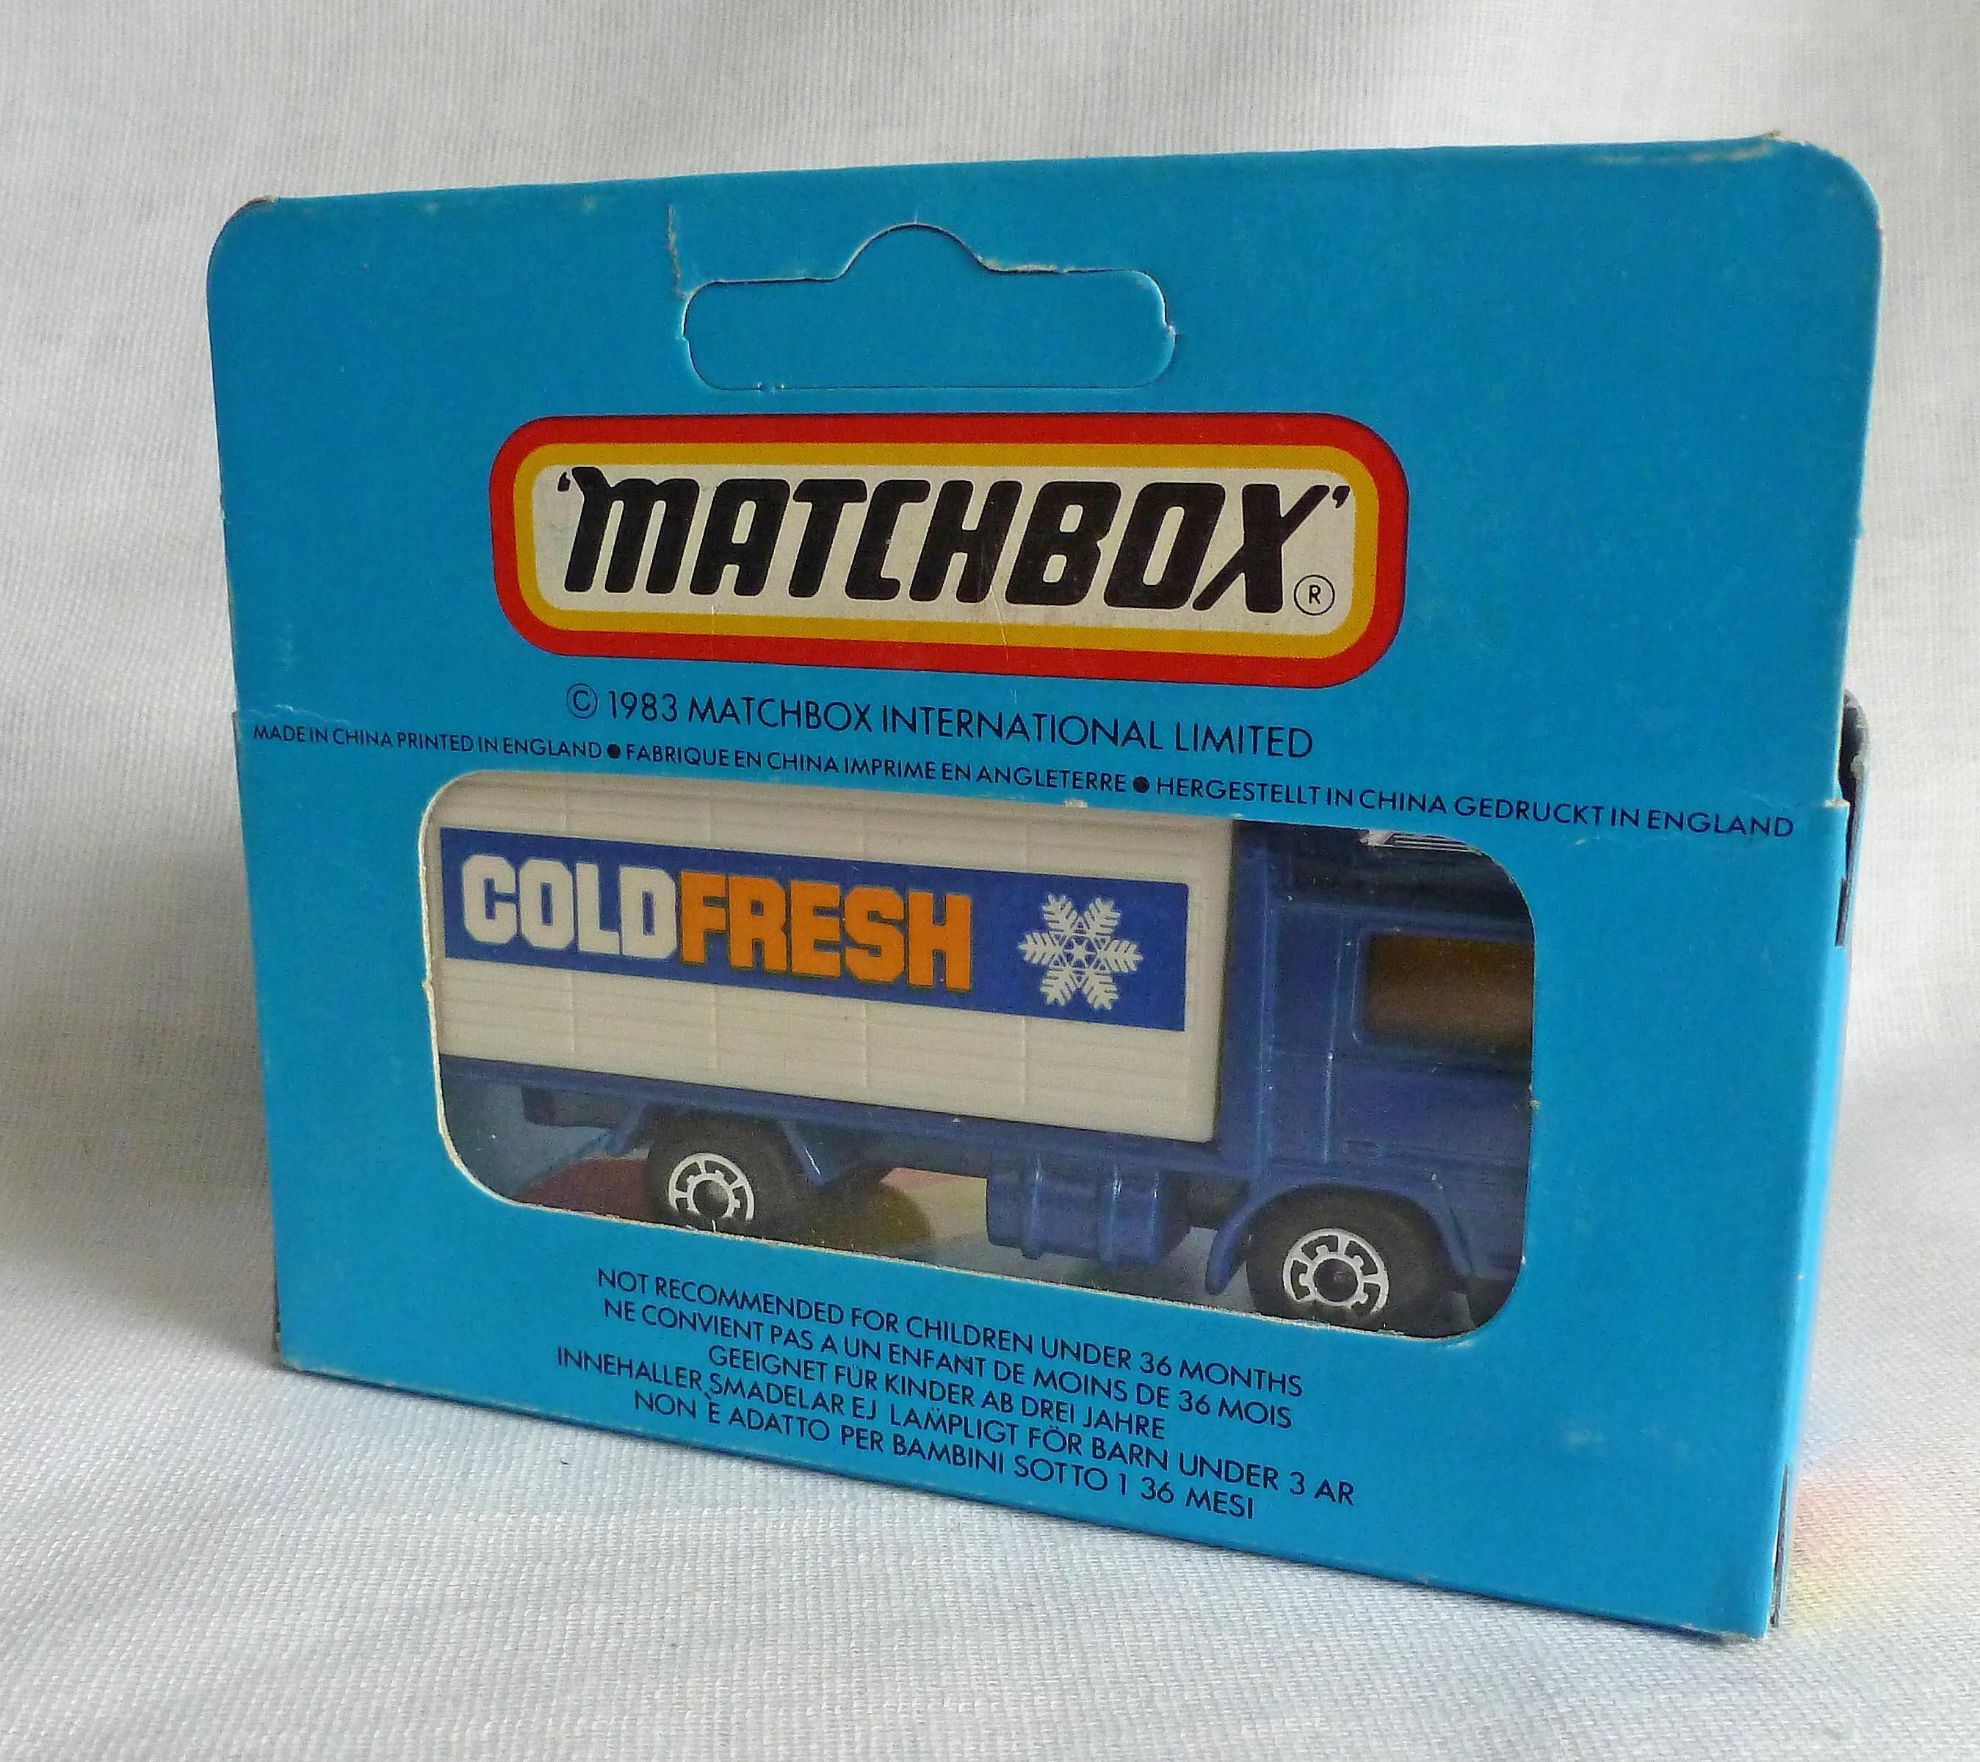 'MATCHBOX' ®
© 1983 MATCHBOX INTERNATIONAL LIMITED
MADE IN CHINA PRINTED IN ENGLAND ● FABRIQUE EN CHINA IMPRIME EN ANGLETERRE ● HERGESTELLT IN CHINA GEDRUCKT IN ENGLAND
COLDFRESH
NOT RECOMMENDED FOR CHILDREN UNDER 36 MONTHS
NE CONVIENT PAS A UN ENFANT DE MOINS DE 36 MOIS
GEEIGNET FÜR KINDER AB DREI JAHRE
INNEHALLER SMADELAR EJ LÄMPLIGT FÖR BARN UNDER 3 AR
NON È ADATTO PER BAMBINI SOTTO 1 36 MESI